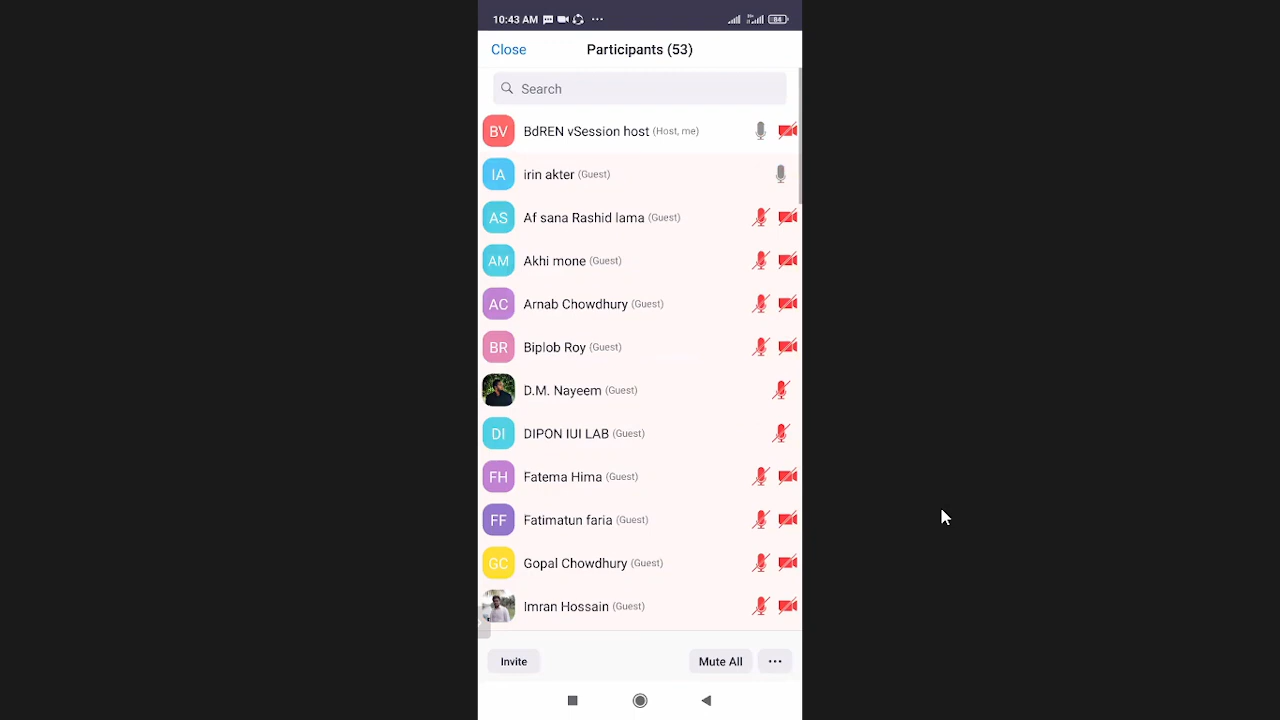 10:43 AM 84
Close Participants (53)
Search
BV BdREN vSession host (Host, me)
IA irin akter (Guest)
AS Af sana Rashid lama (Guest)
AM Akhi mone (Guest)
AC Arnab Chowdhury (Guest)
BR Biplob Roy (Guest)
D.M. Nayeem (Guest)
DI DIPON IUI LAB (Guest)
FH Fatema Hima (Guest)
FF Fatimatun faria (Guest)
GC Gopal Chowdhury (Guest)
Imran Hossain (Guest)
Invite Mute All